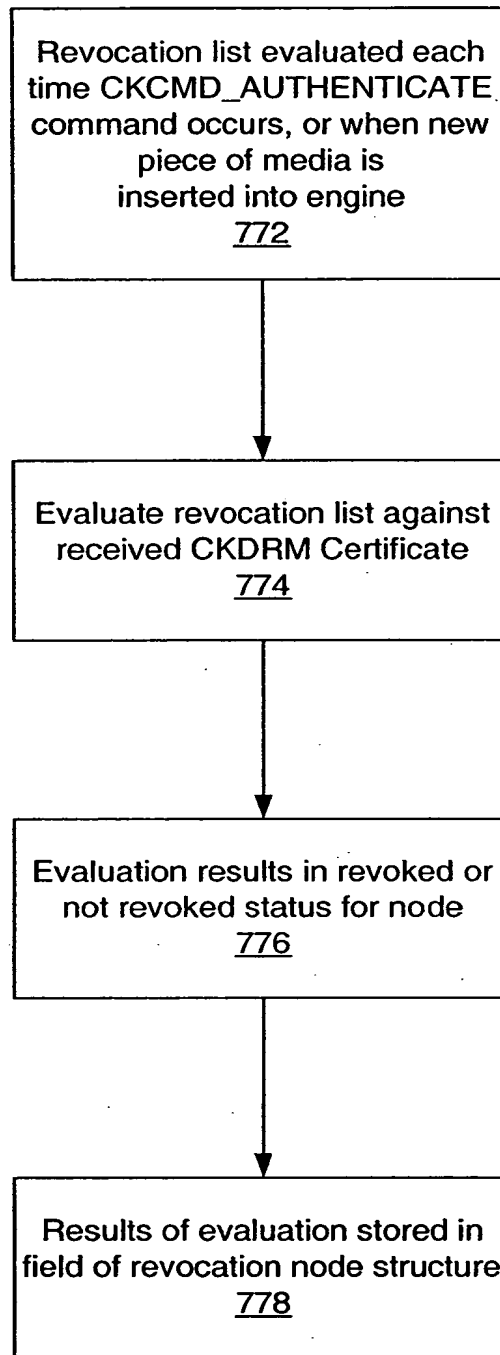 Revocation list evaluated each
time CKCMD_AUTHENTICATE
command occurs, or when new
piece of media is
inserted into engine
772
Evaluate revocation list against
received CKDRM Certificate
774
Evaluation results in revoked or
not revoked status for node
776
Results of evaluation stored in
field of revocation node structure
778